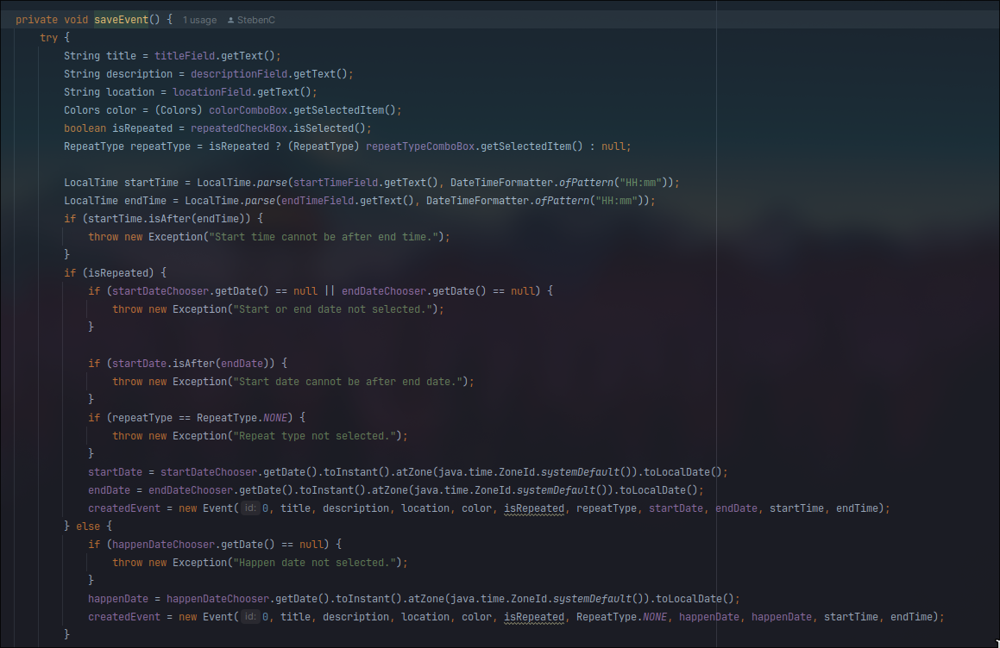 private void saveEvent() { 1 usage StebenC
try {
String title = titleField.getText();
String description = descriptionField.getText();
String location = locationField.getText();
Colors color = (Colors) colorComboBox.getSelectedItem();
boolean isRepeated = repeatedCheckBox.isSelected();
RepeatType repeatType = isRepeated ? (RepeatType) repeatTypeComboBox.getSelectedItem() : null;
LocalTime startTime = LocalTime.parse(startTimeField.getText(), DateTimeFormatter.ofPattern("HH:mm"));
LocalTime endTime = LocalTime.parse(endTimeField.getText(), DateTimeFormatter.ofPattern("HH:mm"));
if (startTime.isAfter(endTime)) {
throw new Exception("Start time cannot be after end time.");
}
if (isRepeated) {
if (startDateChooser.getDate() == null || endDateChooser.getDate() == null) {
throw new Exception("Start or end date not selected.");
}
if (startDate.isAfter(endDate)) {
throw new Exception("Start date cannot be after end date.");
}
if (repeatType == RepeatType.NONE) {
throw new Exception("Repeat type not selected.");
}
startDate = startDateChooser.getDate().toInstant().atZone(java.time.ZoneId.systemDefault()).toLocalDate();
endDate = endDateChooser.getDate().toInstant().atZone(java.time.ZoneId.systemDefault()).toLocalDate();
createdEvent = new Event( id: 0, title, description, location, color, isRepeated, repeatType, startDate, endDate, startTime, endTime);
} else {
if (happenDateChooser.getDate() == null) {
throw new Exception("Happen date not selected.");
}
happenDate = happenDateChooser.getDate().toInstant().atZone(java.time.ZoneId.systemDefault()).toLocalDate();
createdEvent = new Event( id: 0, title, description, location, color, isRepeated, RepeatType.NONE, happenDate, happenDate, startTime, endTime);
}